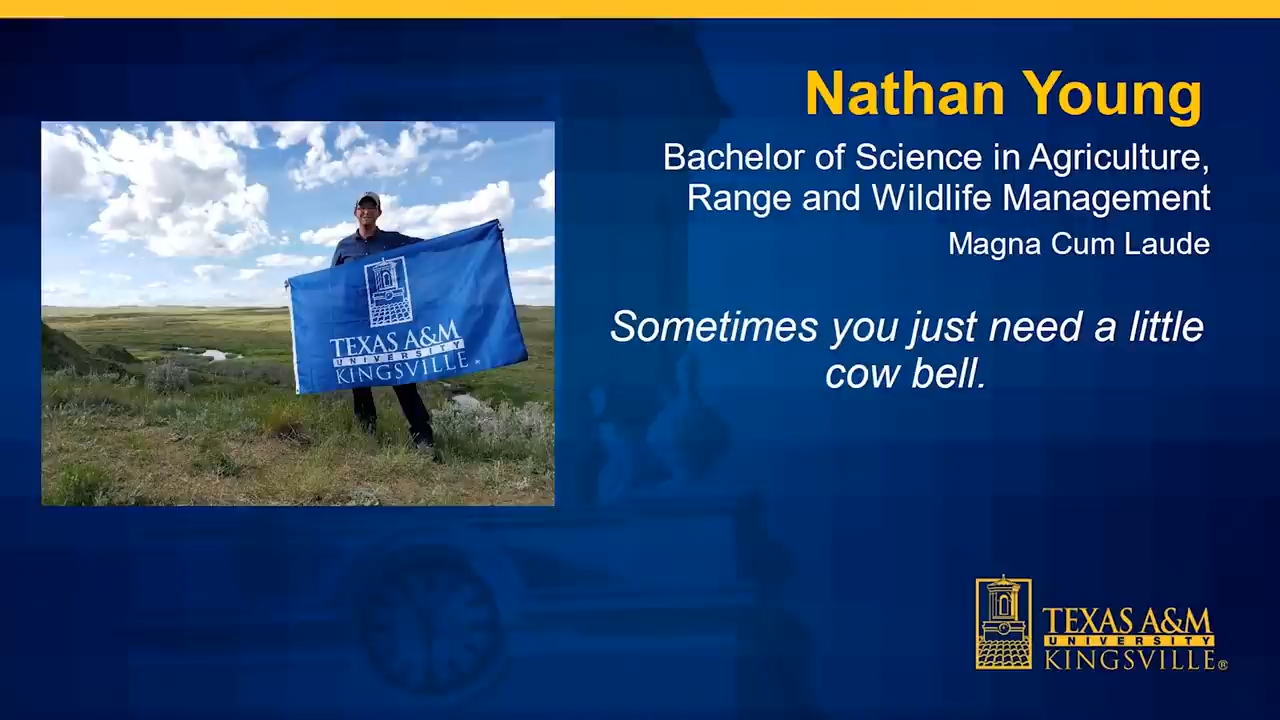 Nathan Young
Bachelor of Science in Agriculture,
Range and Wildlife Management
Magna Cum Laude
Sometimes you just need a little
cow bell.
TEXAS A&M
UNIVERSITY
KINGSVILLE
TEXAS A&M
UNIVERSITY
KINGSVILLE®